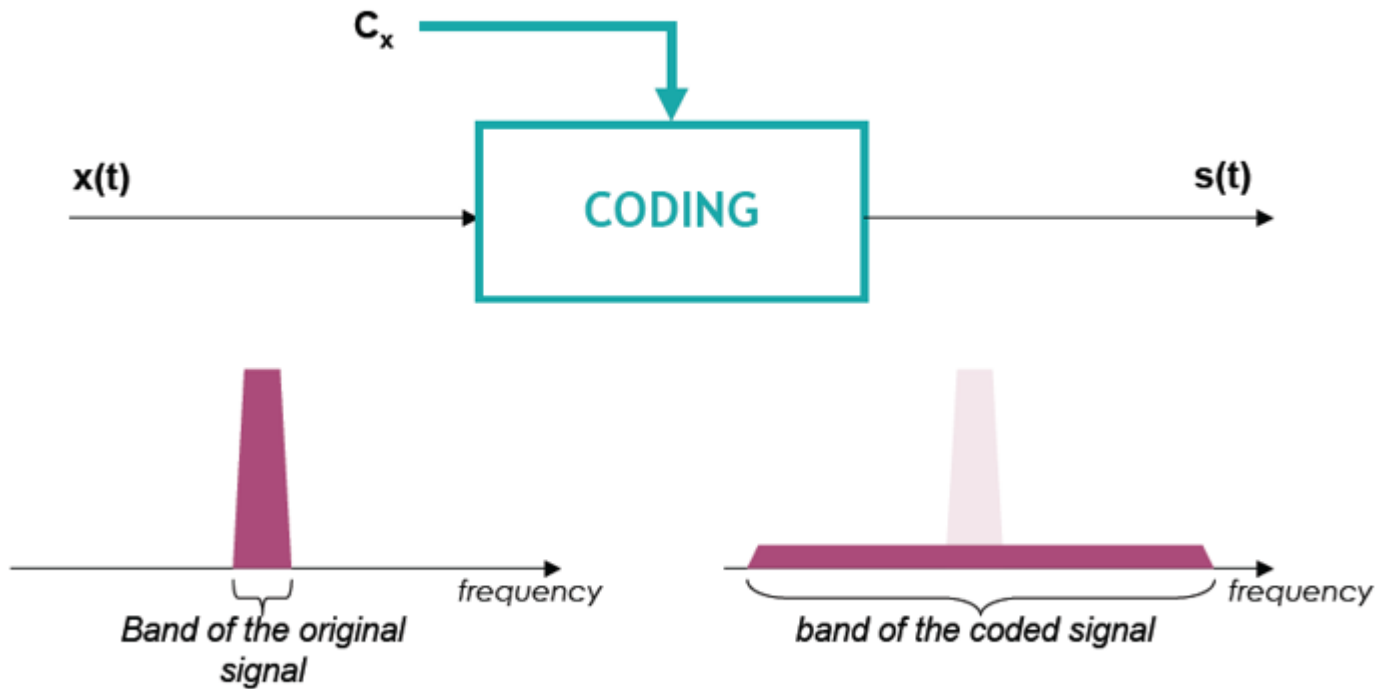 Cx
x(t)
CODING
s(t)
frequency
Band of the original
signal
frequency
band of the coded signal